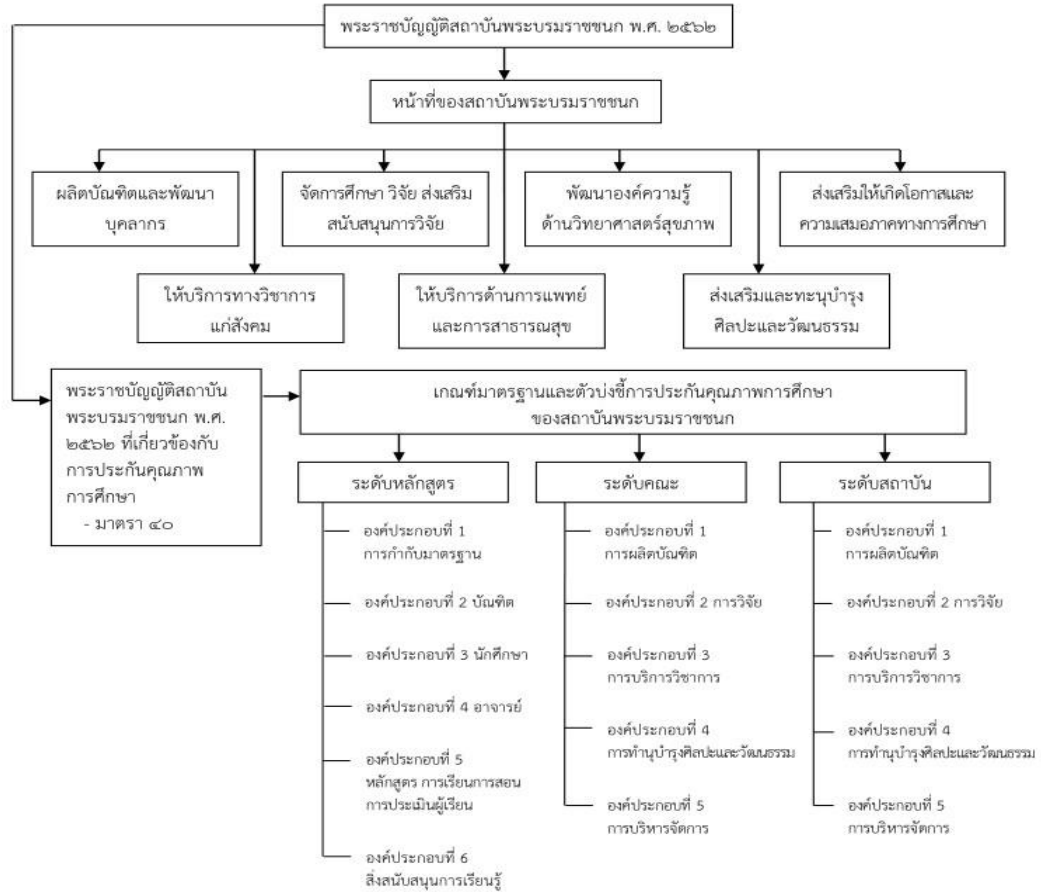 พระราชบัญญัติสถาบันพระบรมราชชนก พ.ศ. ๒๕๖๒
หน้าที่ของสถาบันพระบรมราชชนก
ผลิตบัณฑิตและพัฒนา
บุคลากร
จัดการศึกษา วิจัย ส่งเสริม
สนับสนุนการวิจัย
พัฒนาองค์ความรู้
ด้านวิทยาศาสตร์สุขภาพ
ส่งเสริมให้เกิดโอกาสและ
ความเสมอภาคทางการศึกษา
ให้บริการทางวิชาการ
แก่สังคม
ให้บริการด้านการแพทย์
และการสาธารณสุข
ส่งเสริมและทะนุบำรุง
ศิลปะและวัฒนธรรม
พระราชบัญญัติสถาบัน
พระบรมราชชนก พ.ศ.
๒๕๖๒ ที่เกี่ยวข้องกับ
การประกันคุณภาพ
การศึกษา
- มาตรา ๔๐
เกณฑ์มาตรฐานและตัวบ่งชี้การประกันคุณภาพการศึกษา
ของสถาบันพระบรมราชชนก
ระดับหลักสูตร
องค์ประกอบที่ 1
การกำกับมาตรฐาน
องค์ประกอบที่ 2 บัณฑิต
องค์ประกอบที่ 3 นักศึกษา
องค์ประกอบที่ 4 อาจารย์
องค์ประกอบที่ 5
หลักสูตร การเรียนการสอน
การประเมินผู้เรียน
องค์ประกอบที่ 6
สิ่งสนับสนุนการเรียนรู้
ระดับคณะ
องค์ประกอบที่ 1
การผลิตบัณฑิต
องค์ประกอบที่ 2 การวิจัย
องค์ประกอบที่ 3
การบริการวิชาการ
องค์ประกอบที่ 4
การทำนุบำรุงศิลปะและวัฒนธรรม
องค์ประกอบที่ 5
การบริหารจัดการ
ระดับสถาบัน
องค์ประกอบที่ 1
การผลิตบัณฑิต
องค์ประกอบที่ 2 การวิจัย
องค์ประกอบที่ 3
การบริการวิชาการ
องค์ประกอบที่ 4
การทำนุบำรุงศิลปะและวัฒนธรรม
องค์ประกอบที่ 5
การบริหารจัดการ